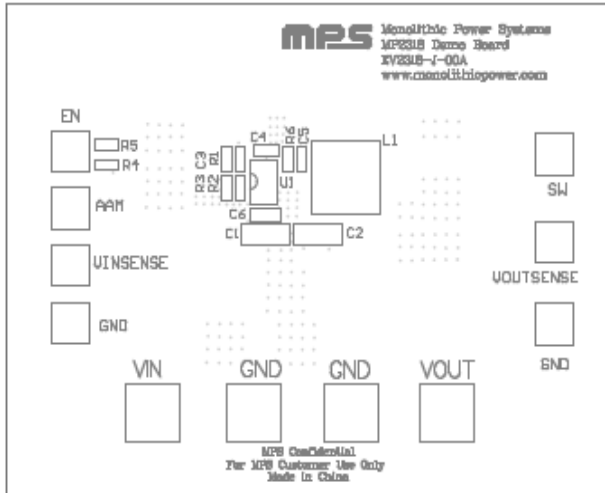 MPS
Monolithic Power Systems
MP2318 Demo Board
EV2318-J-00A
www.monolithicpower.com
EN
R5
R4
AAM
VINSENSE
GND
C4
R6
C5
L1
C3
R1
R3
R2
U1
C6
C1
C2
SW
VOUTSENSE
GND
VIN
GND
GND
VOUT
MPS Confidential
For MPS Customer Use Only
Made in China